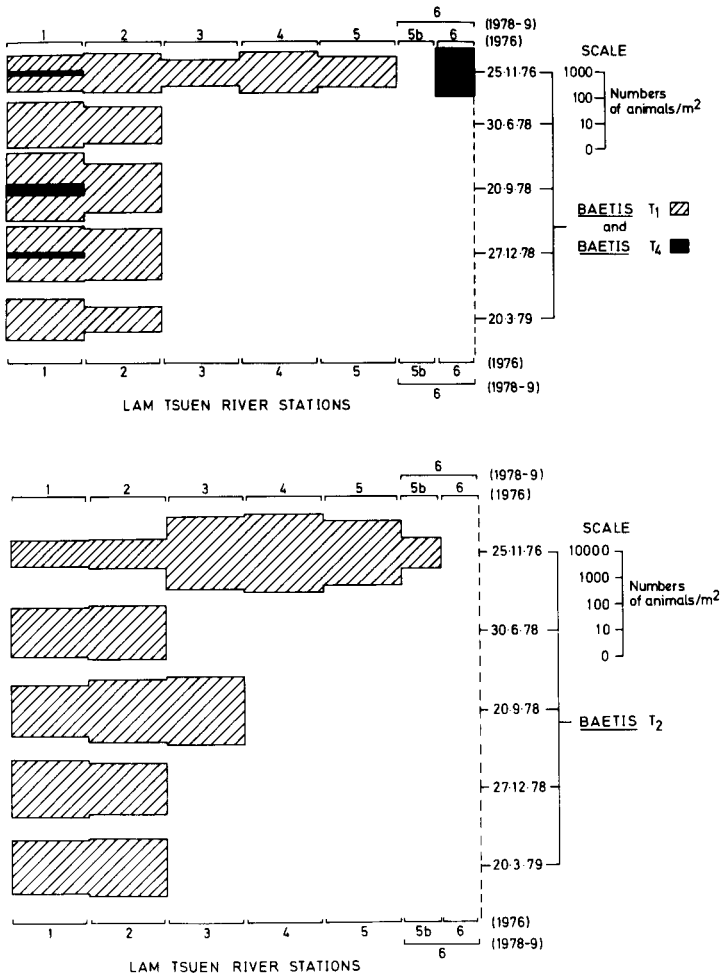 6
(1978-9)
1 2 3 4 5 5b 6
(1976)
SCALE
25·11·76
30·6·78
20·9·78
27·12·78
20·3·79
1000
100
10
0
Numbers
of animals/m²
BAETIS T₁
and
BAETIS T₄
1 2 3 4 5 5b 6
(1976)
6
(1978-9)
LAM TSUEN RIVER STATIONS
6
(1978-9)
1 2 3 4 5 5b 6
(1976)
SCALE
25·11·76
30·6·78
20·9·78
27·12·78
20·3·79
10000
1000
100
10
0
Numbers
of animals/m²
BAETIS T₂
1 2 3 4 5 5b 6
(1976)
6
(1978-9)
LAM TSUEN RIVER STATIONS